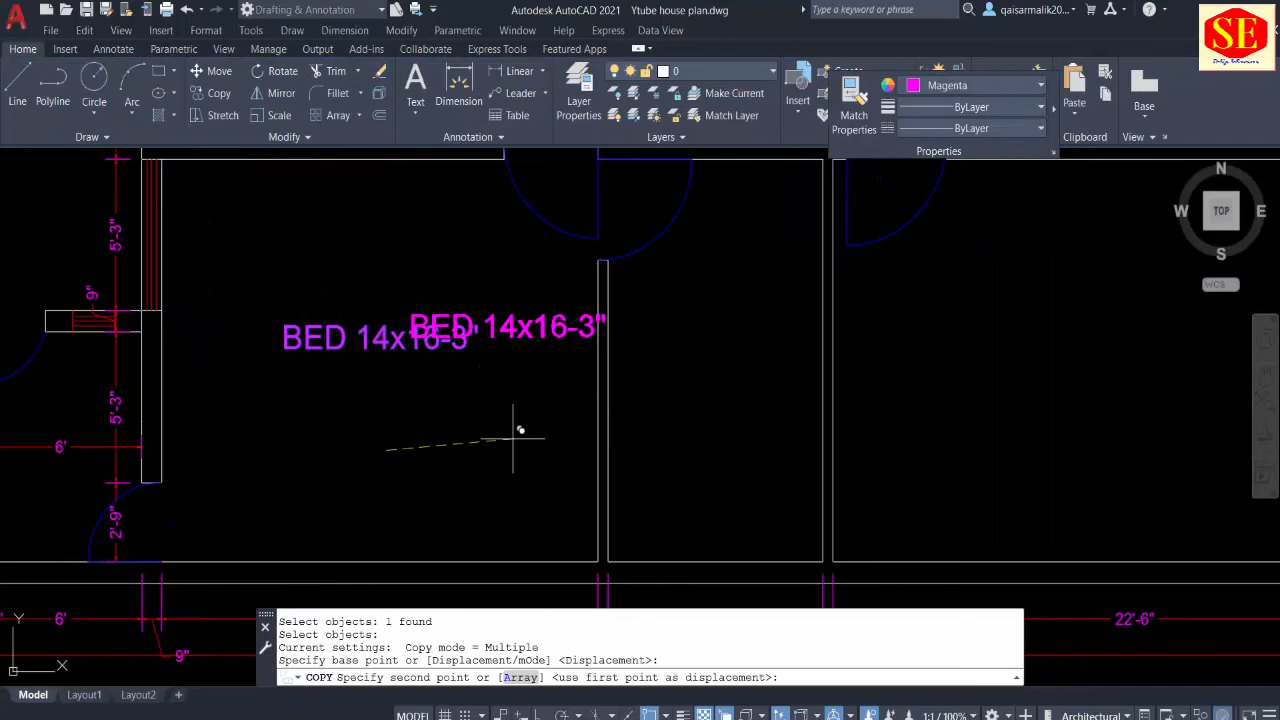 Drafting & Annotation
Autodesk AutoCAD 2021 Ytube house plan.dwg
Type a keyword or phrase
qaisarmalik20...
SE
File Edit View Insert Format Tools Draw Dimension Modify Parametric Window Express Data View
Home Insert Annotate Parametric View Manage Output Add-ins Collaborate Express Tools Featured Apps
Line Polyline Circle Arc
Move Rotate Trim
Copy Mirror Fillet
Stretch Scale Array
Text Dimension
Linear
Leader
Table
Layer Properties
0
Make Current
Match Layer
Insert
Match Properties
Magenta
ByLayer
ByLayer
Paste
Base
Draw Modify Annotation Layers Properties Clipboard View
N
W TOP E
S
WCS
5'-3"
9"
BED 14x16-3"
BED 14x16-3"
5'-3"
6'
2'-9"
6'
9"
22'-6"
Y
X
Select objects: 1 found
Select objects:
Current settings: Copy mode = Multiple
Specify base point or [Displacement/mOde] <Displacement>:
COPY Specify second point or [Array] <use first point as displacement>:
Model Layout1 Layout2 +
MODEL 1:1 / 100% Architectural